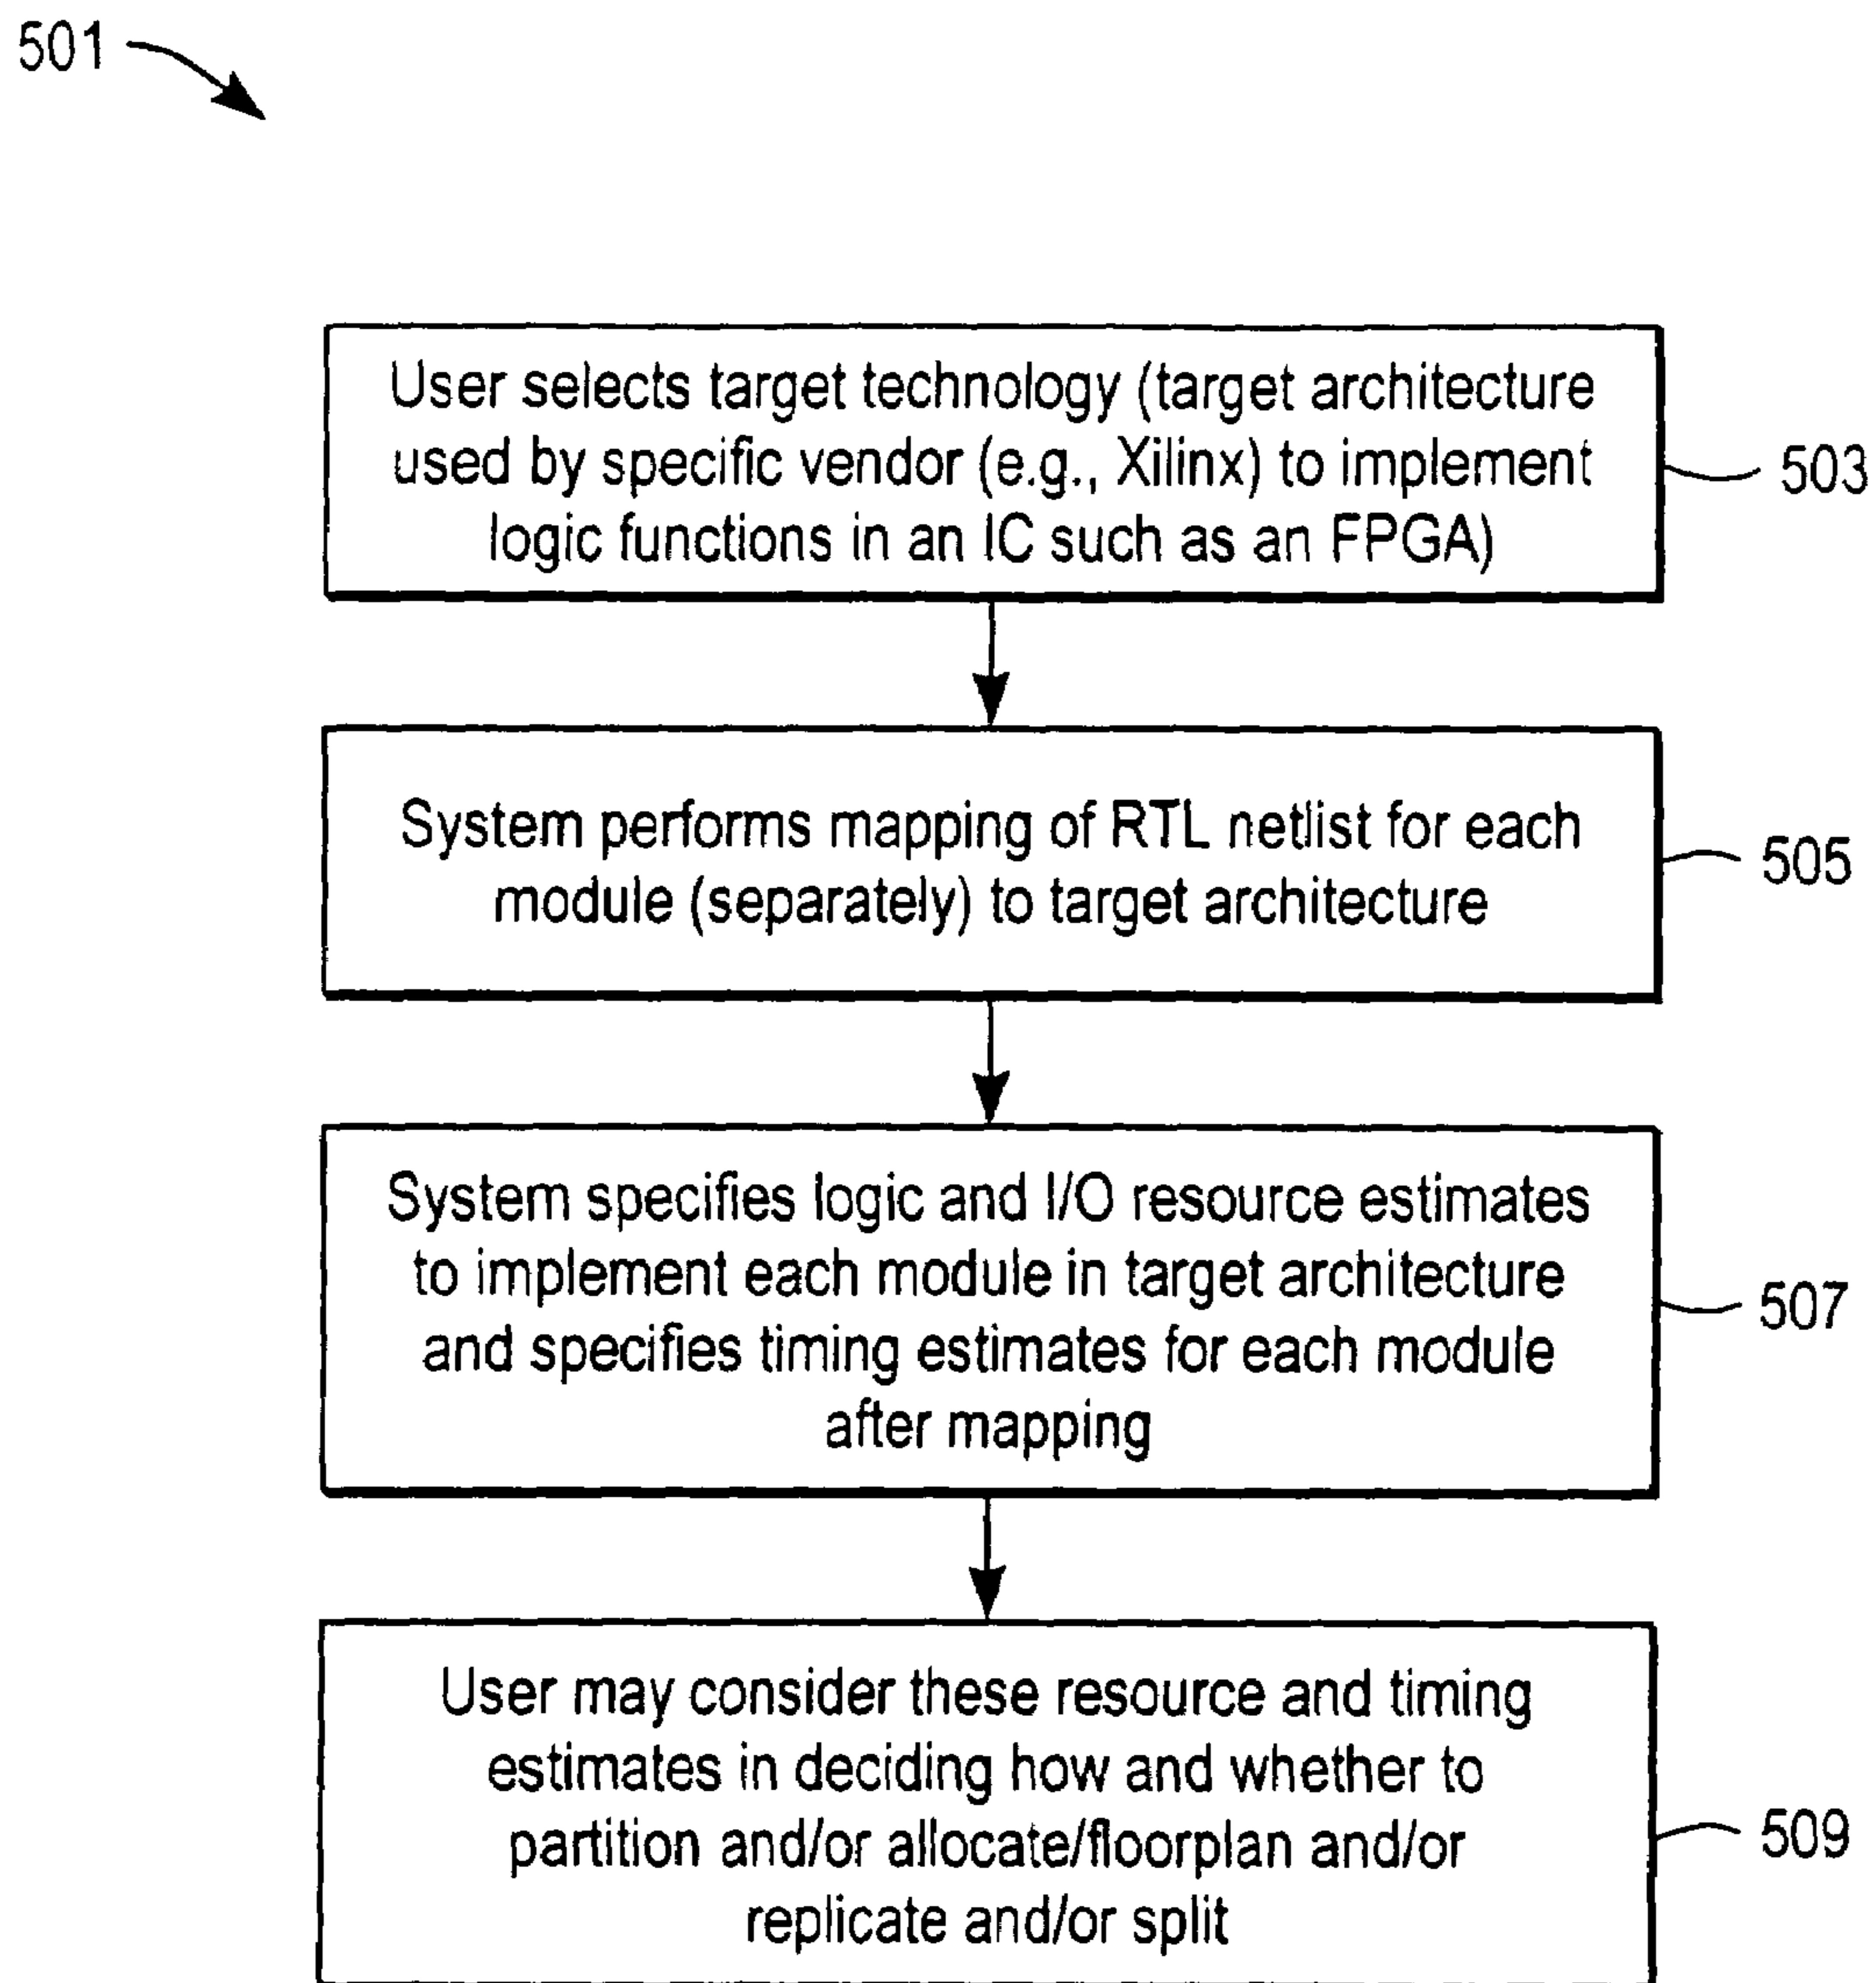 501
User selects target technology (target architecture
used by specific vendor (e.g., Xilinx) to implement
logic functions in an IC such as an FPGA)
503
System performs mapping of RTL netlist for each
module (separately) to target architecture
505
System specifies logic and I/O resource estimates
to implement each module in target architecture
and specifies timing estimates for each module
after mapping
507
User may consider these resource and timing
estimates in deciding how and whether to
partition and/or allocate/floorplan and/or
replicate and/or split
509